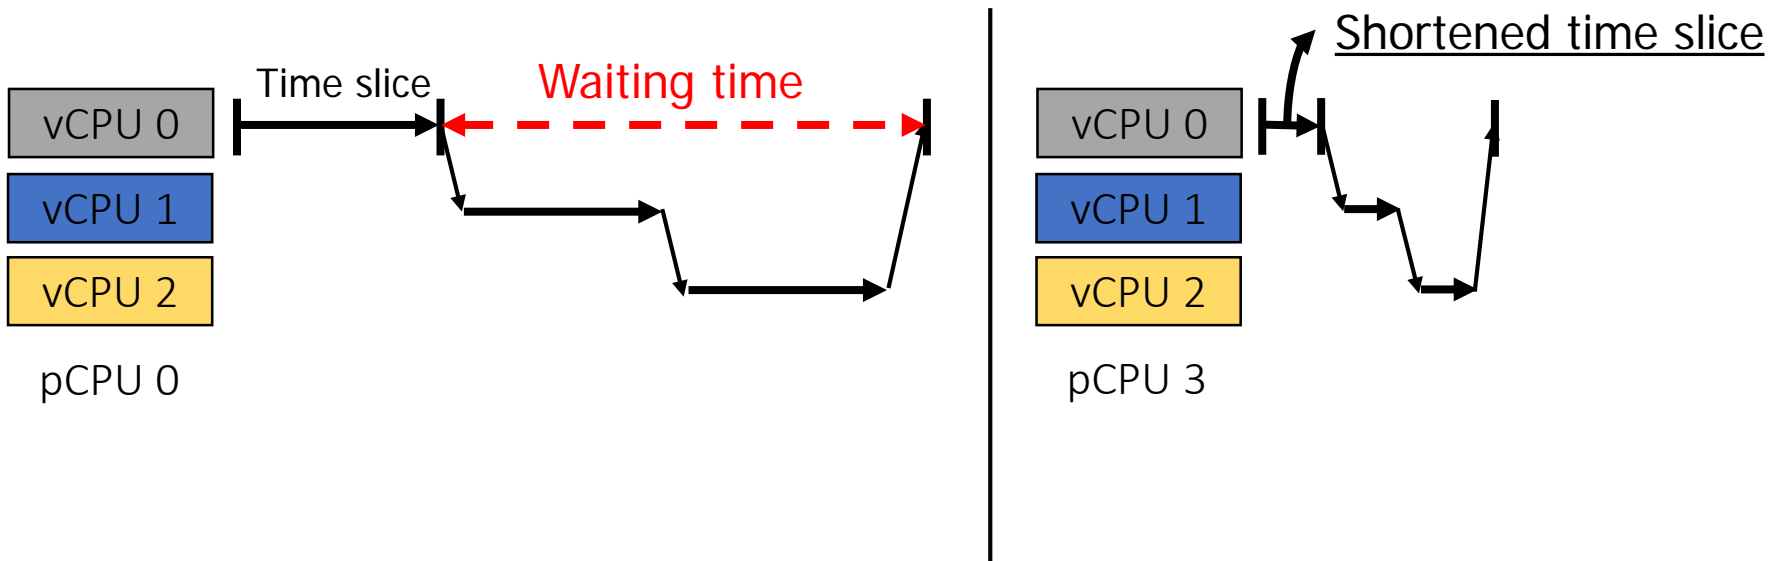 Time slice
Waiting time
vCPU 0
vCPU 1
vCPU 2
pCPU 0
Shortened time slice
vCPU 0
vCPU 1
vCPU 2
pCPU 3